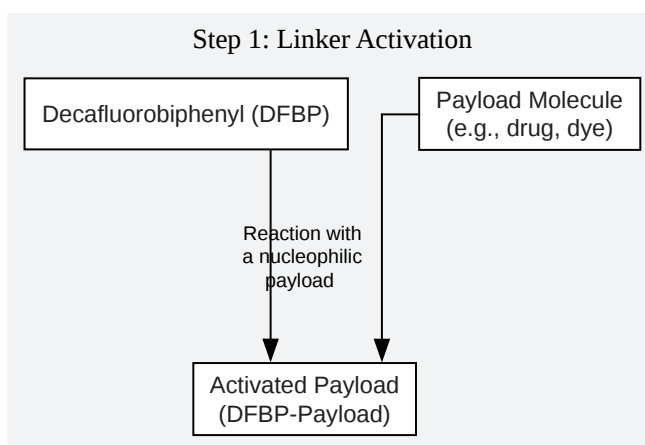 Step 1: Linker Activation
Decafluorobiphenyl (DFBP)
Payload Molecule
(e.g., drug, dye)
Reaction with
a nucleophilic
payload
Activated Payload
(DFBP-Payload)